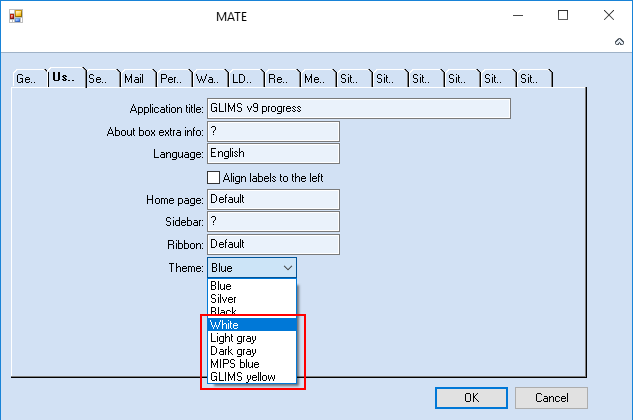 MATE
Ge.. Us.. Se.. Mail Per.. Wa.. LD.. Re.. Me.. Sit.. Sit.. Sit.. Sit.. Sit.. Sit..
Application title: GLIMS v9 progress
About box extra info: ?
Language: English
Align labels to the left
Home page: Default
Sidebar: ?
Ribbon: Default
Theme: Blue
Blue
Silver
Black
White
Light gray
Dark gray
MIPS blue
GLIMS yellow
OK Cancel